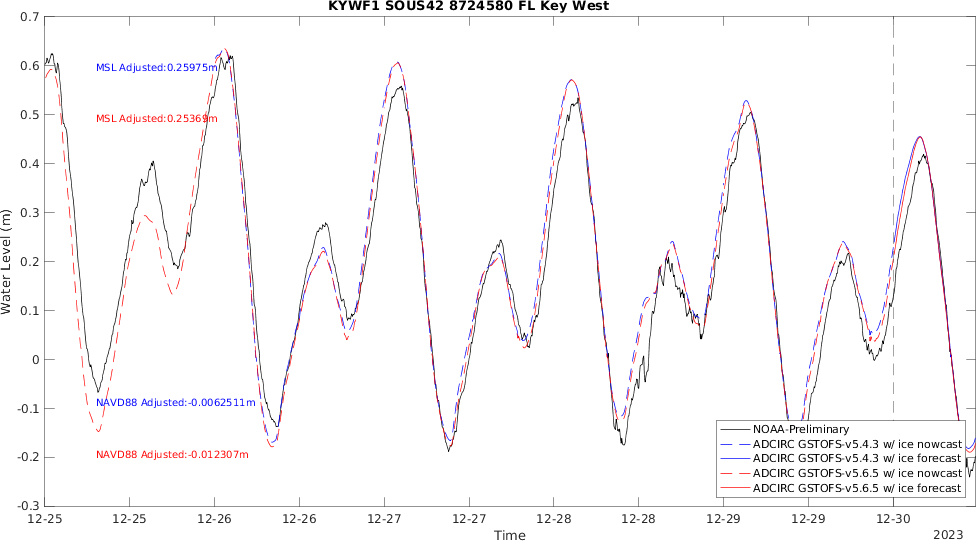 KYWF1 SOUS42 8724580 FL Key West
0.7
0.6
0.5
0.4
0.3
0.2
0.1
0
-0.1
-0.2
-0.3
Water Level (m)
MSL Adjusted:0.25975m
MSL Adjusted:0.25369m
NAVD88 Adjusted:-0.0062511m
NAVD88 Adjusted:-0.012307m
NOAA-Preliminary
ADCIRC GSTOFS-v5.4.3 w/ ice nowcast
ADCIRC GSTOFS-v5.4.3 w/ ice forecast
ADCIRC GSTOFS-v5.6.5 w/ ice nowcast
ADCIRC GSTOFS-v5.6.5 w/ ice forecast
12-25 12-25 12-26 12-26 12-27 12-27 12-28 12-28 12-29 12-29 12-30
Time
2023